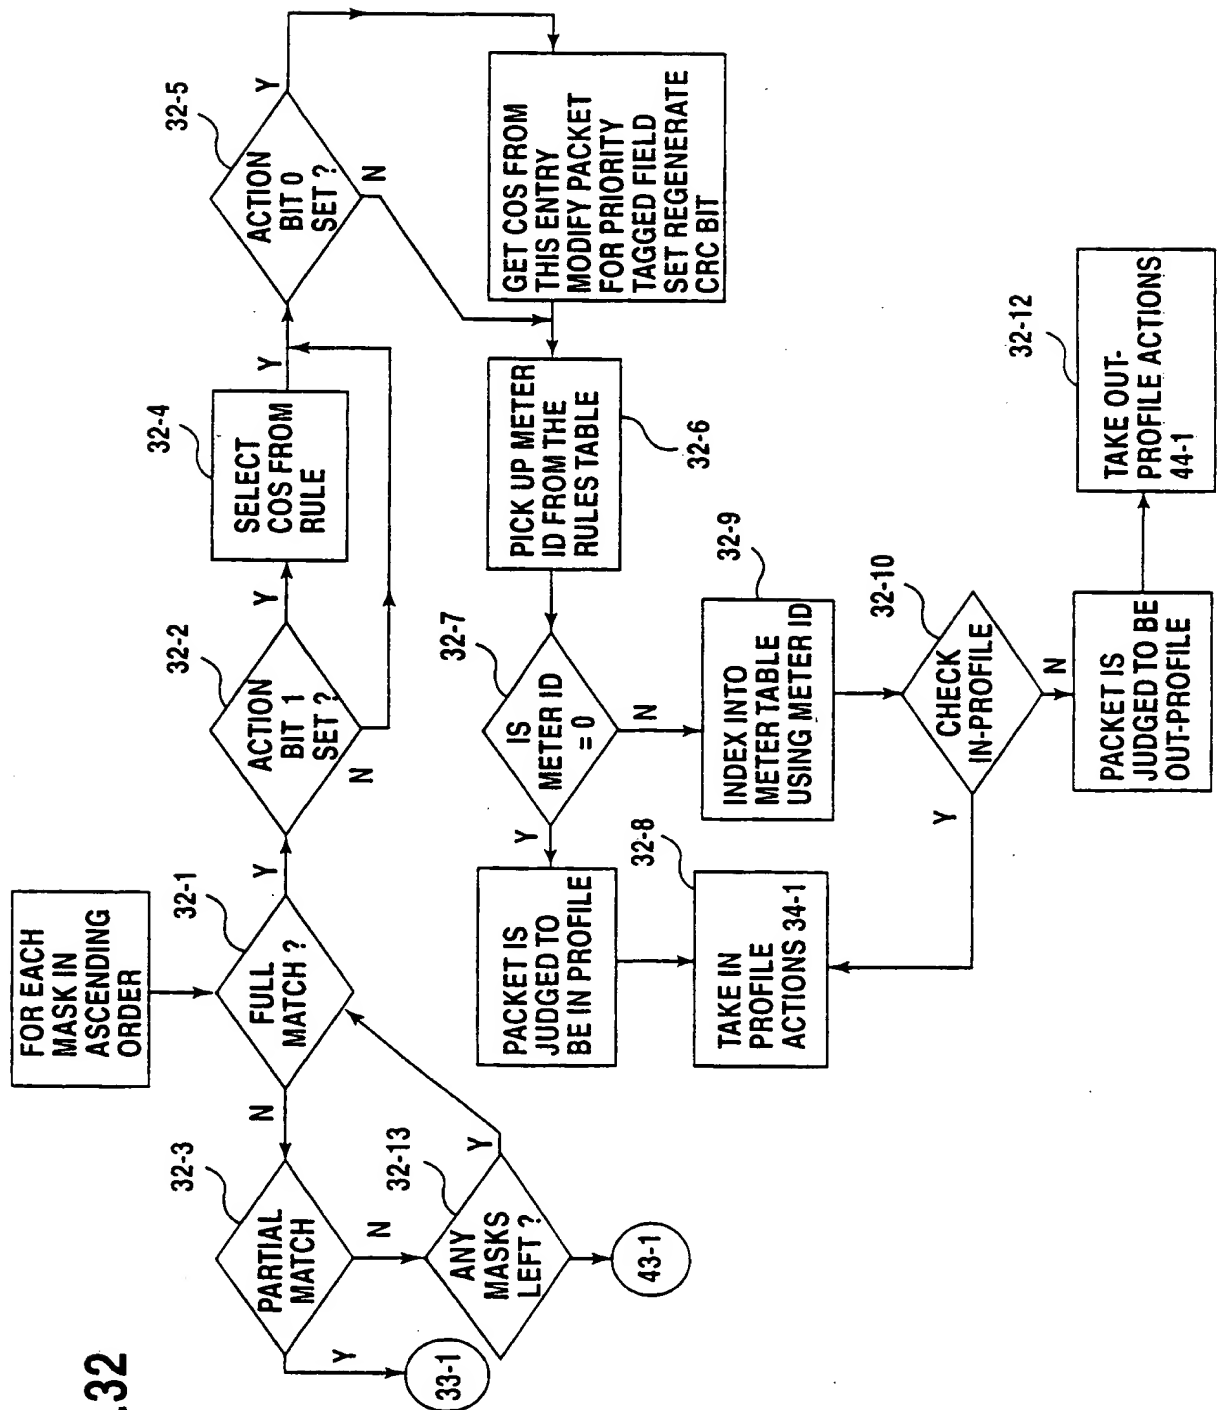 .32
FOR EACH
MASK IN
ASCENDING
ORDER
32-1
FULL
MATCH ?
Y
N
32-3
PARTIAL
MATCH
Y
33-1
N
32-13
ANY
MASKS
LEFT ?
Y
43-1
32-2
ACTION
BIT 1
SET ?
Y
N
32-4
SELECT
COS FROM
RULE
Y
32-5
ACTION
BIT 0
SET ?
Y
N
GET COS FROM
THIS ENTRY
MODIFY PACKET
FOR PRIORITY
TAGGED FIELD
SET REGENERATE
CRC BIT
PICK UP METER
ID FROM THE
RULES TABLE
32-6
32-7
IS
METER ID
= 0
Y
N
PACKET IS
JUDGED TO
BE IN PROFILE
32-8
TAKE IN
PROFILE
ACTIONS 34-1
32-9
INDEX INTO
METER TABLE
USING METER ID
32-10
CHECK
IN-PROFILE
Y
N
PACKET IS
JUDGED TO BE
OUT-PROFILE
32-12
TAKE OUT-
PROFILE ACTIONS
44-1